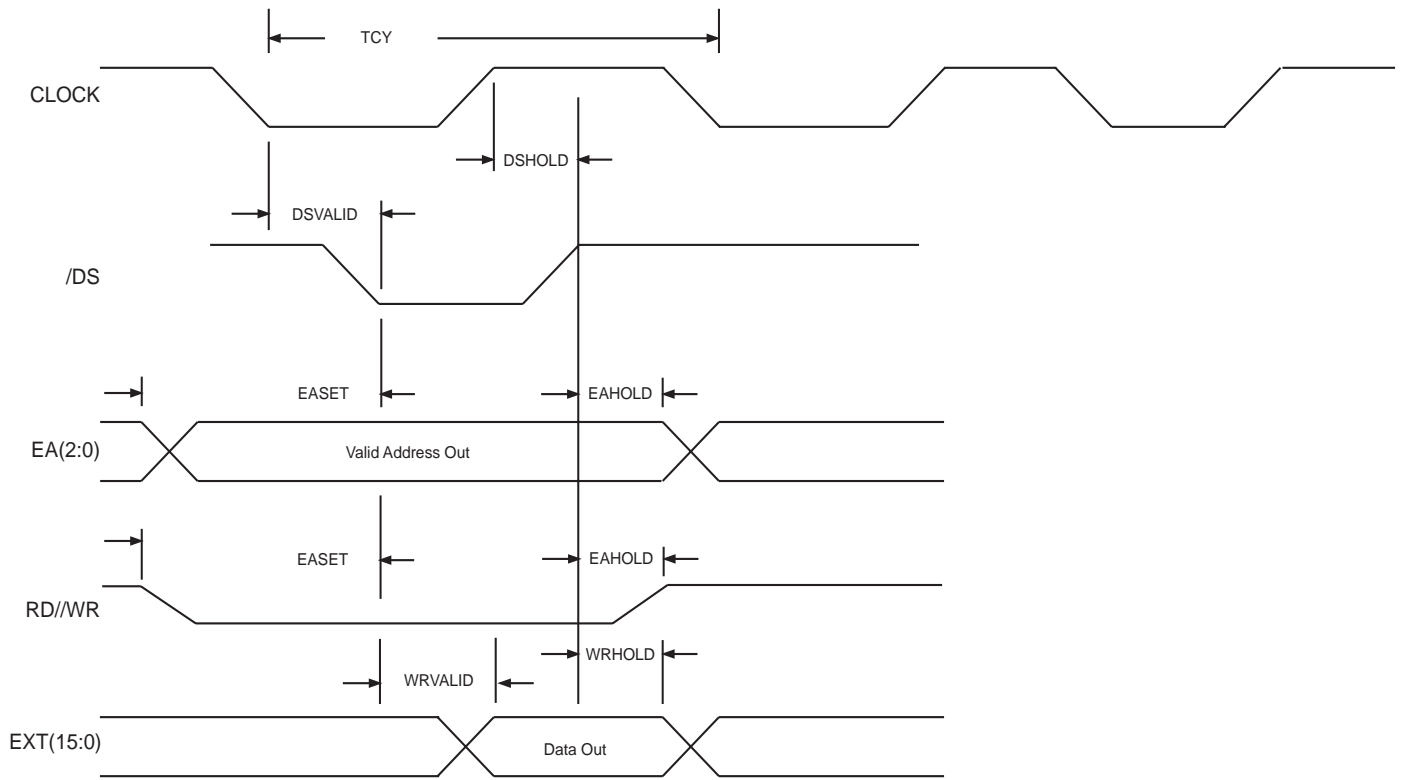 TCY
CLOCK
DSHOLD
DSVALID
/DS
EASET
EAHOLD
EA(2:0)
Valid Address Out
EASET
EAHOLD
RD//WR
WRHOLD
WRVALID
EXT(15:0)
Data Out